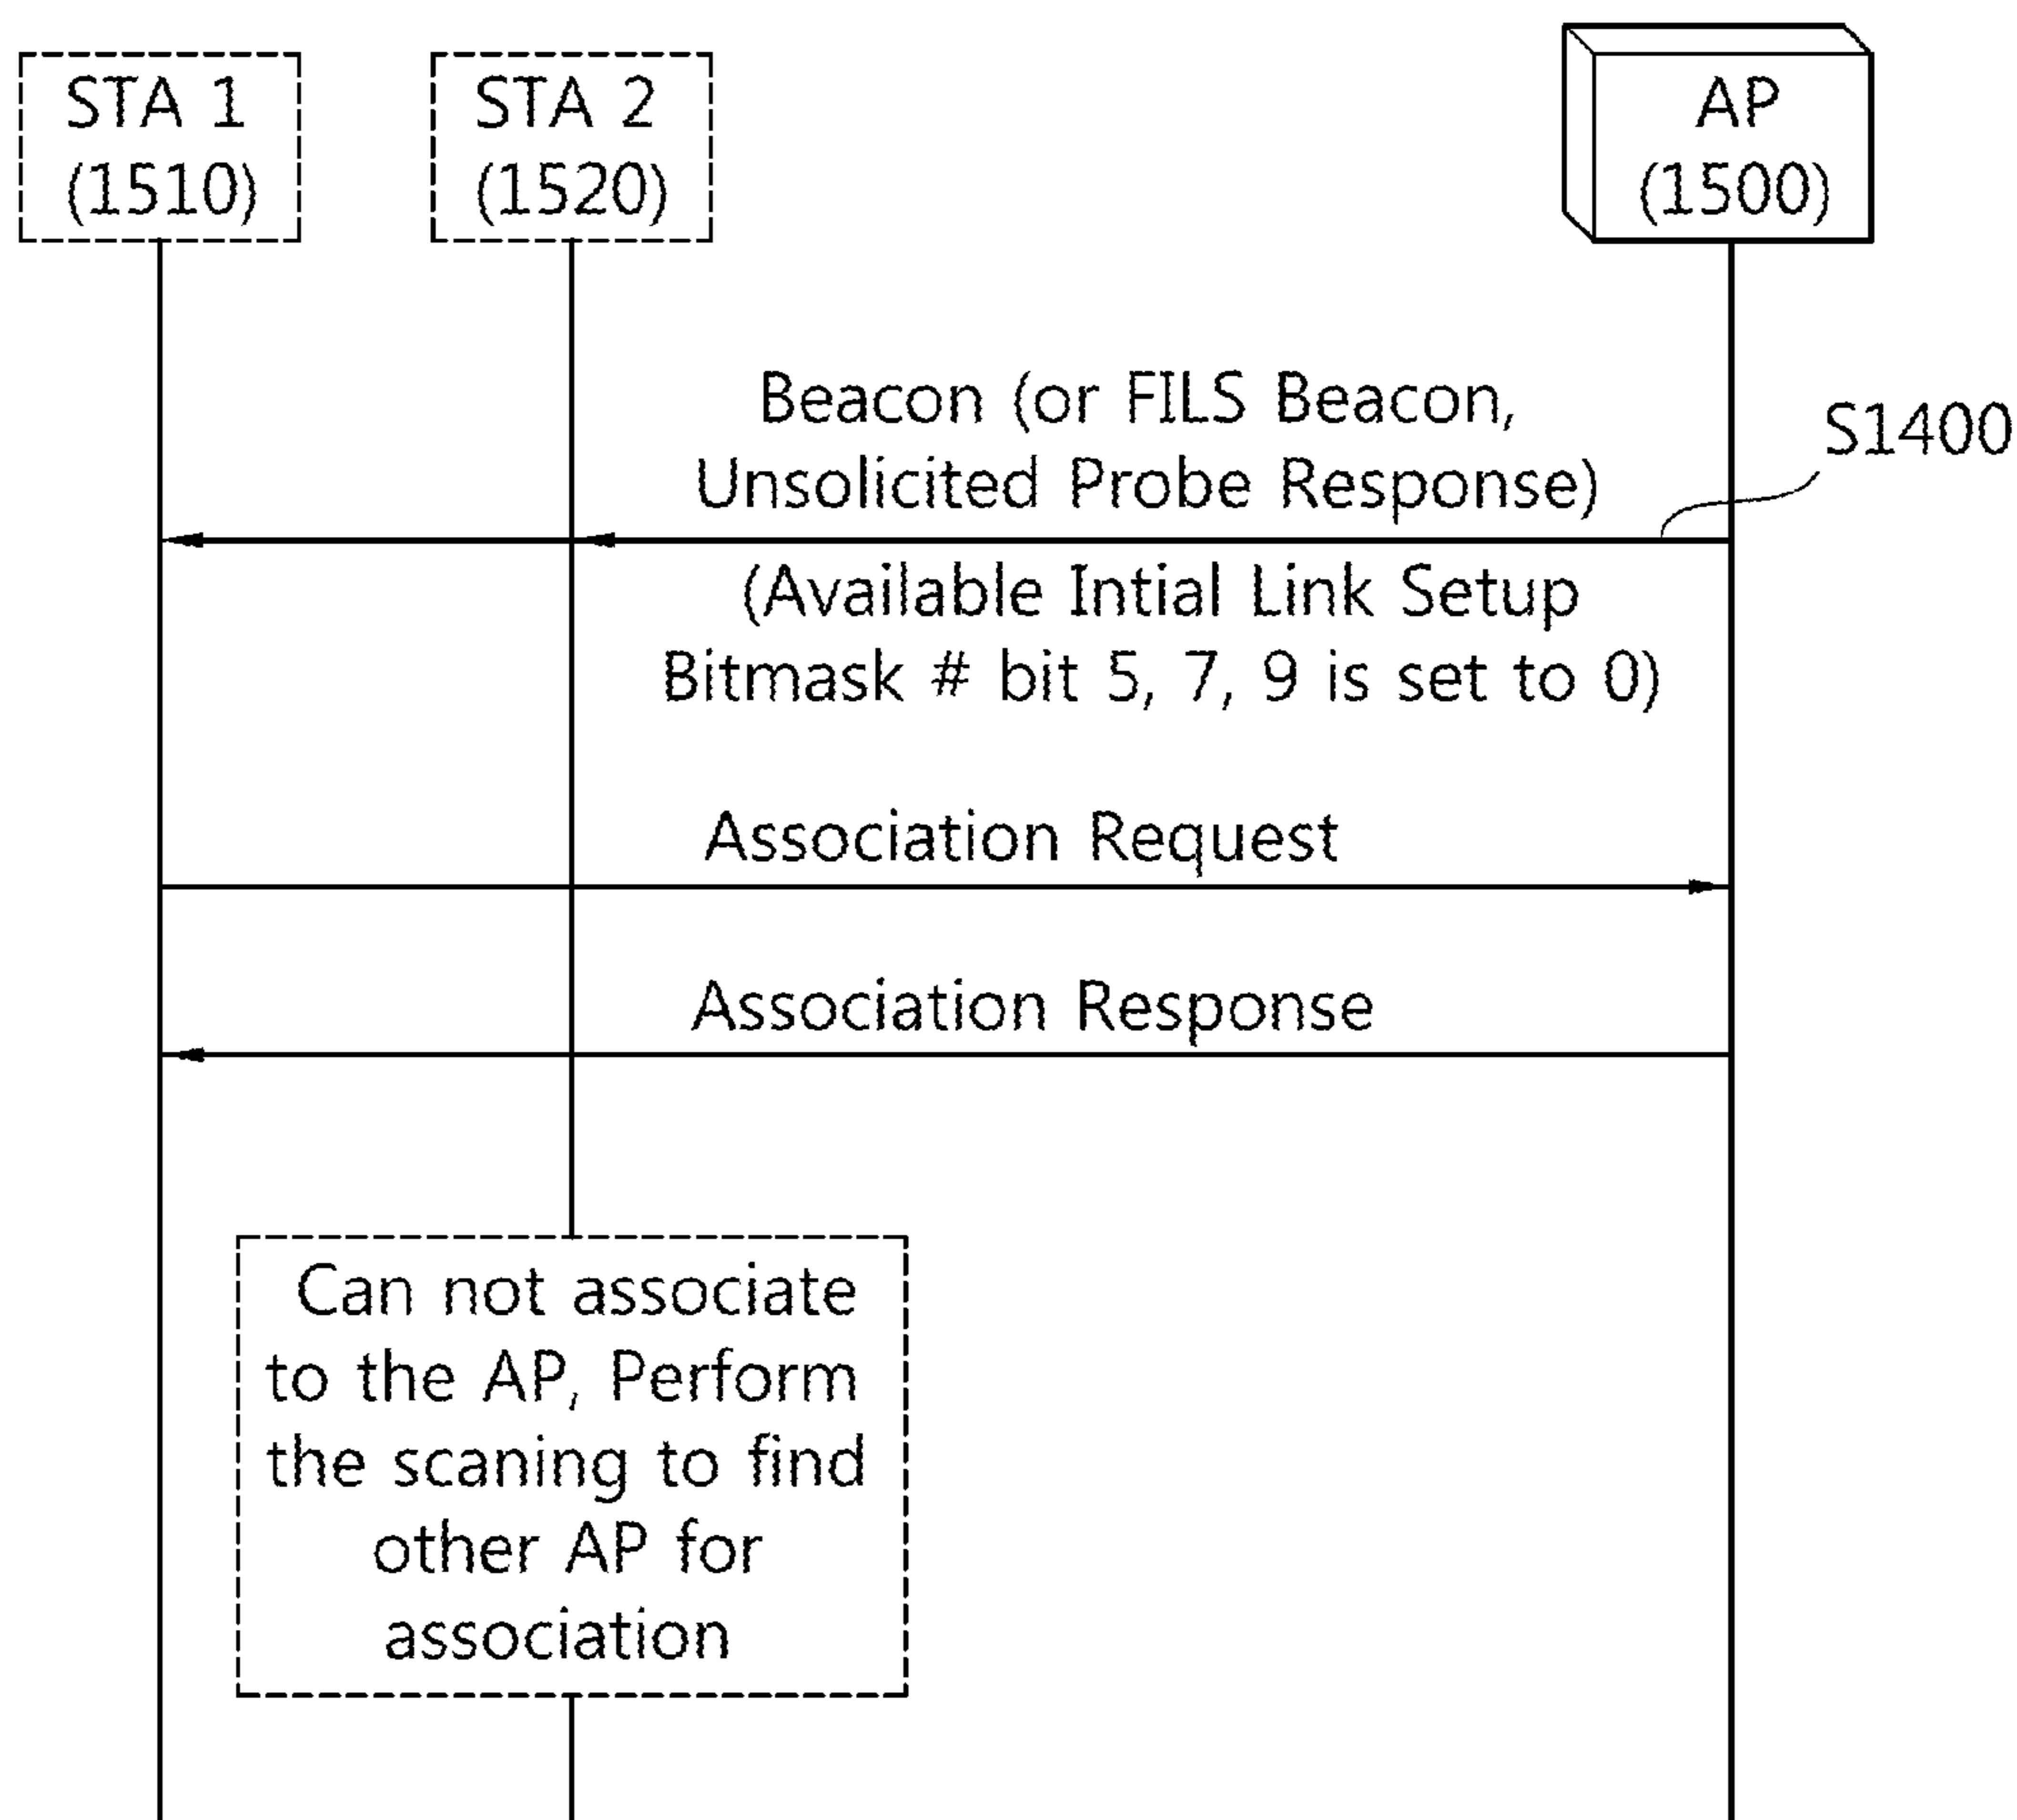 STA 1
(1510)
STA 2
(1520)
AP
(1500)
Beacon (or FILS Beacon,
Unsolicited Probe Response)
S1400
(Available Intial Link Setup
Bitmask # bit 5, 7, 9 is set to 0)
Association Request
Association Response
Can not associate
to the AP, Perform
the scaning to find
other AP for
association